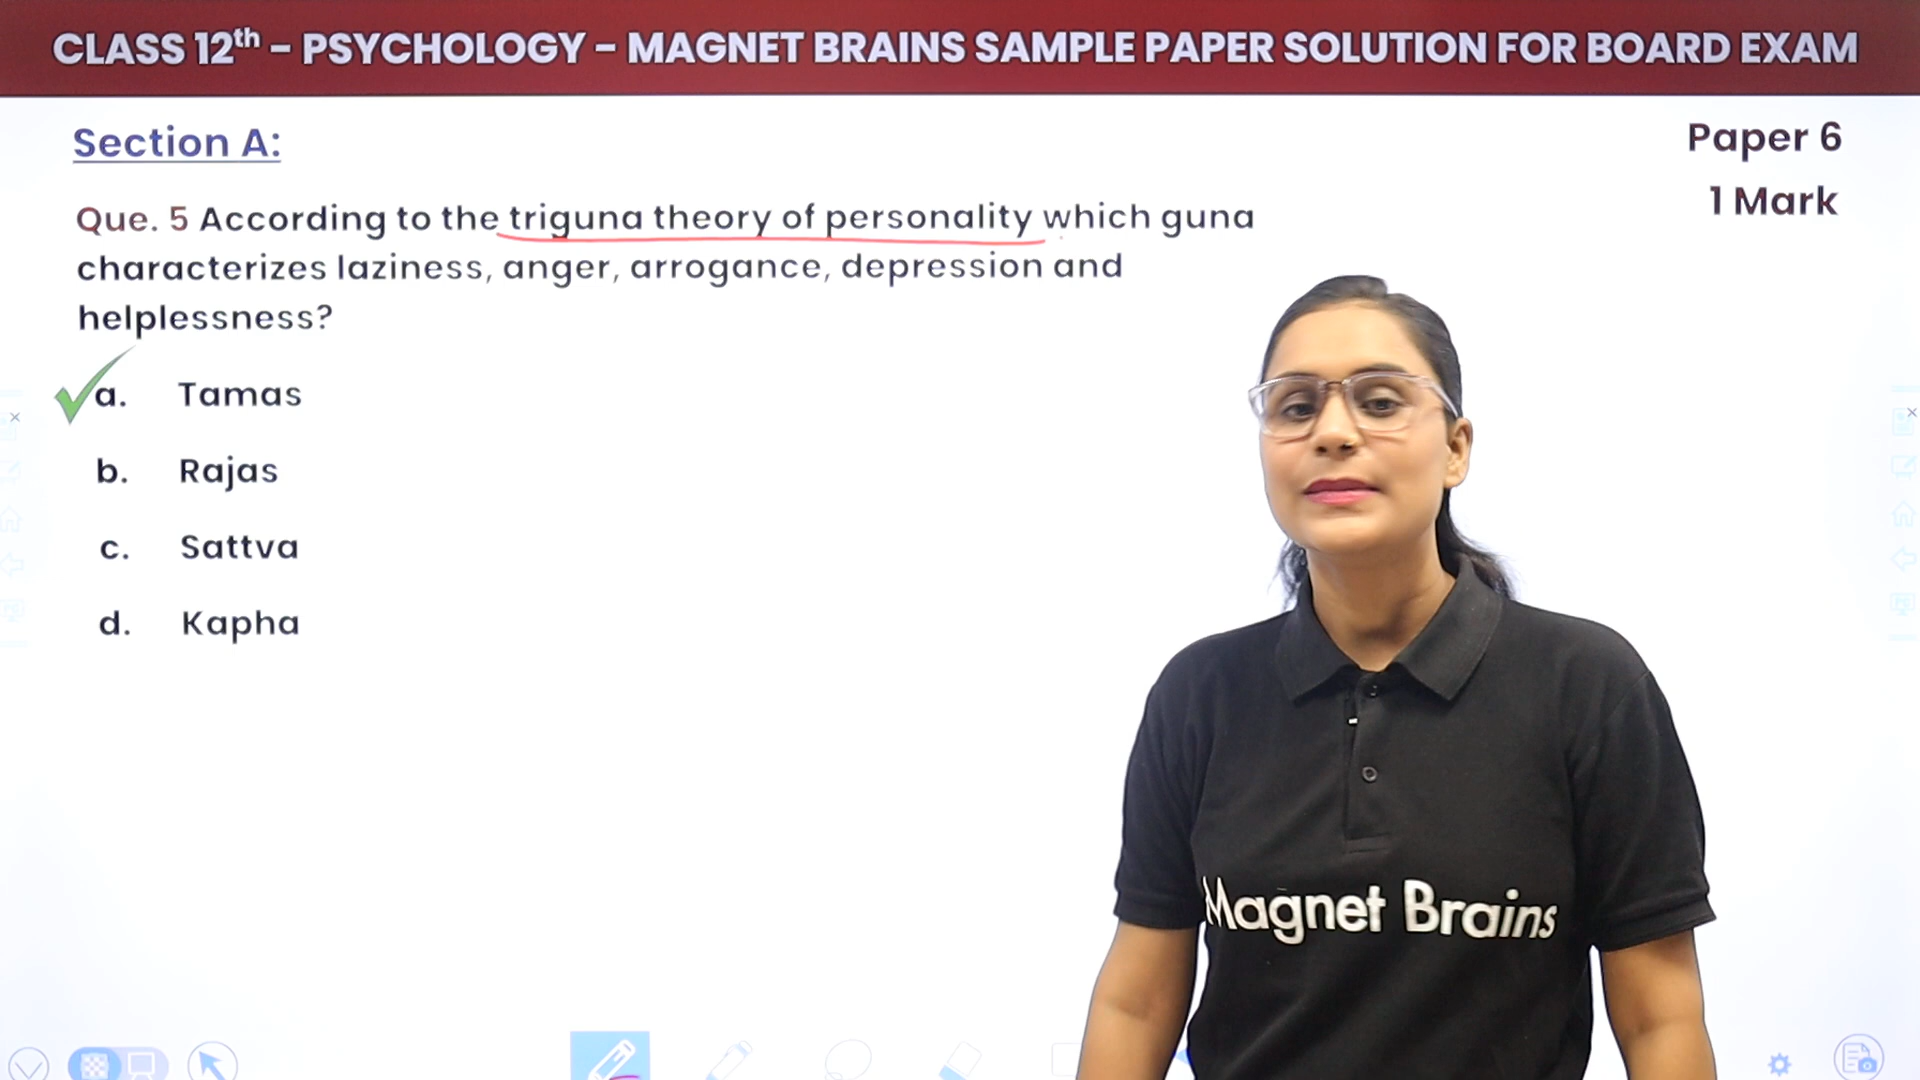 CLASS 12th – PSYCHOLOGY – MAGNET BRAINS SAMPLE PAPER SOLUTION FOR BOARD EXAM
Section A:
Paper 6
1 Mark
Que. 5 According to the triguna theory of personality which guna
characterizes laziness, anger, arrogance, depression and
helplessness?
a. Tamas
b. Rajas
c. Sattva
d. Kapha
Magnet Brains